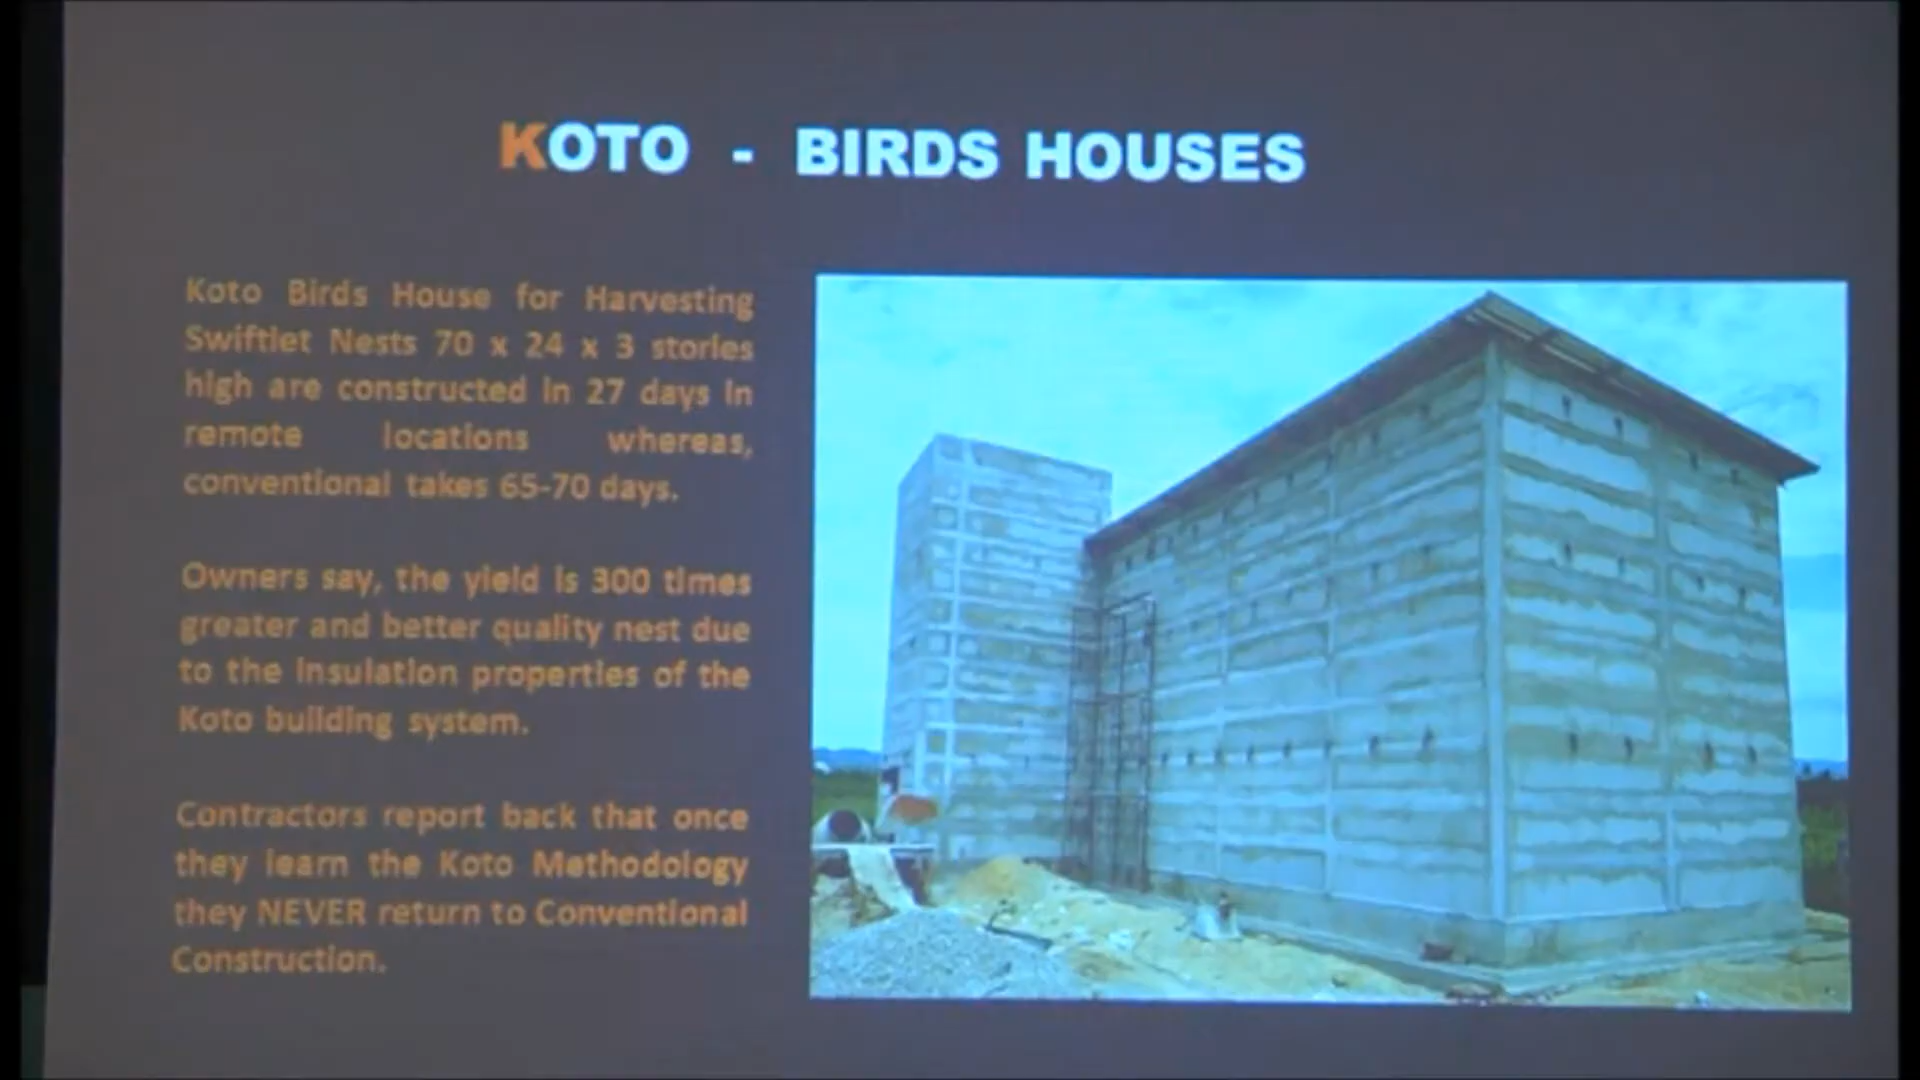 KOTO - BIRDS HOUSES
Koto Birds House for Harvesting
Swiftlet Nests 70 x 24 x 3 stories
high are constructed in 27 days in
remote locations whereas,
conventional takes 65-70 days.
Owners say, the yield is 300 times
greater and better quality nest due
to the insulation properties of the
Koto building system.
Contractors report back that once
they learn the Koto Methodology
they NEVER return to Conventional
Construction.